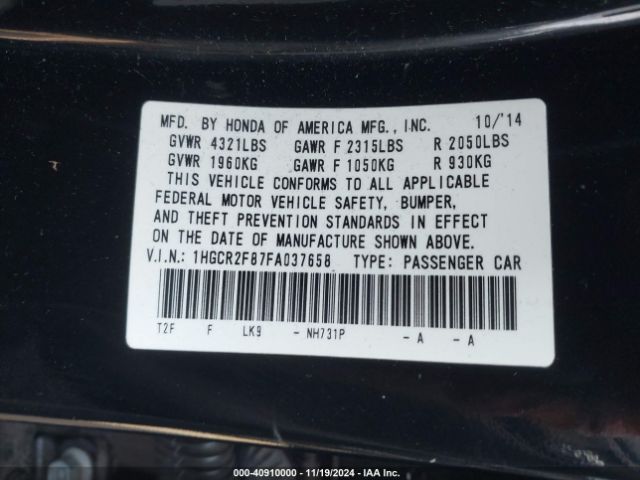 MFD. BY HONDA OF AMERICA MFG., INC. 10/'14
GVWR 4321LBS GAWR F 2315LBS R 2050LBS
GVWR 1960KG GAWR F 1050KG R 930KG
THIS VEHICLE CONFORMS TO ALL APPLICABLE
FEDERAL MOTOR VEHICLE SAFETY, BUMPER,
AND THEFT PREVENTION STANDARDS IN EFFECT
ON THE DATE OF MANUFACTURE SHOWN ABOVE.
V.I.N.: 1HGCR2F87FA037658 TYPE: PASSENGER CAR
T2F F LK9 - NH731P - A - A
000-40910000 - 11/19/2024 - IAA Inc.